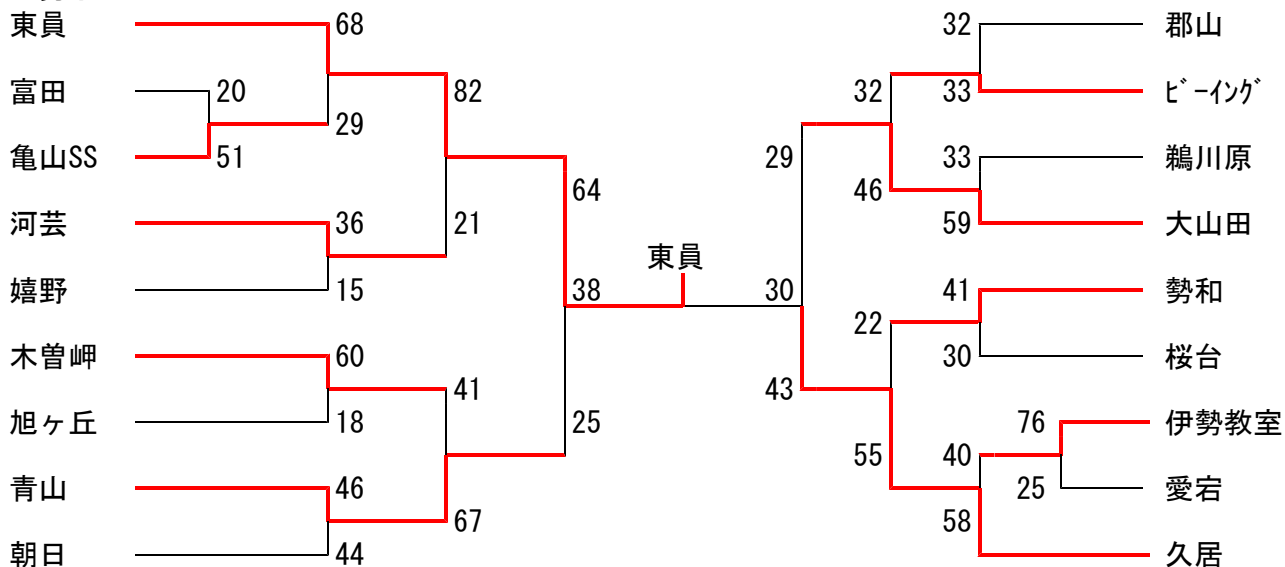 東員 68 32 郡山
富田 20 82 32 33 ﾋﾞｰｲﾝｸﾞ
29
亀山SS 51 64 29 46 33 鵜川原
河芸 36 21 59 大山田
東員
嬉野 15 38 30 41 勢和
22
木曽岬 60 41 43 30 桜台
旭ヶ丘 18 25 76 伊勢教室
55 40
青山 46 67 25 愛宕
58
朝日 44 久居